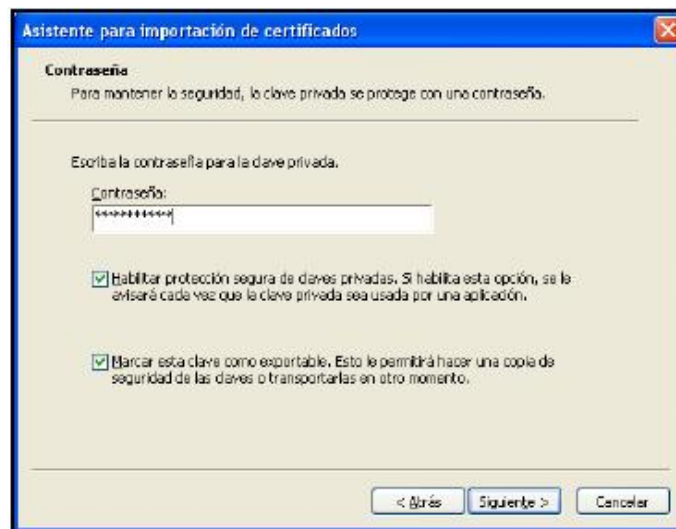 Asistente para importación de certificados
Contraseña
Para mantener la seguridad, la clave privada se protege con una contraseña.
Escriba la contraseña para la clave privada.
Contraseña:
***********
Habilitar protección segura de claves privadas. Si habilita esta opción, se le
avisará cada vez que la clave privada sea usada por una aplicación.
Marcar esta clave como exportable. Esto le permitirá hacer una copia de
seguridad de las claves o transportarlas en otro momento.
< Atrás Siguiente > Cancelar